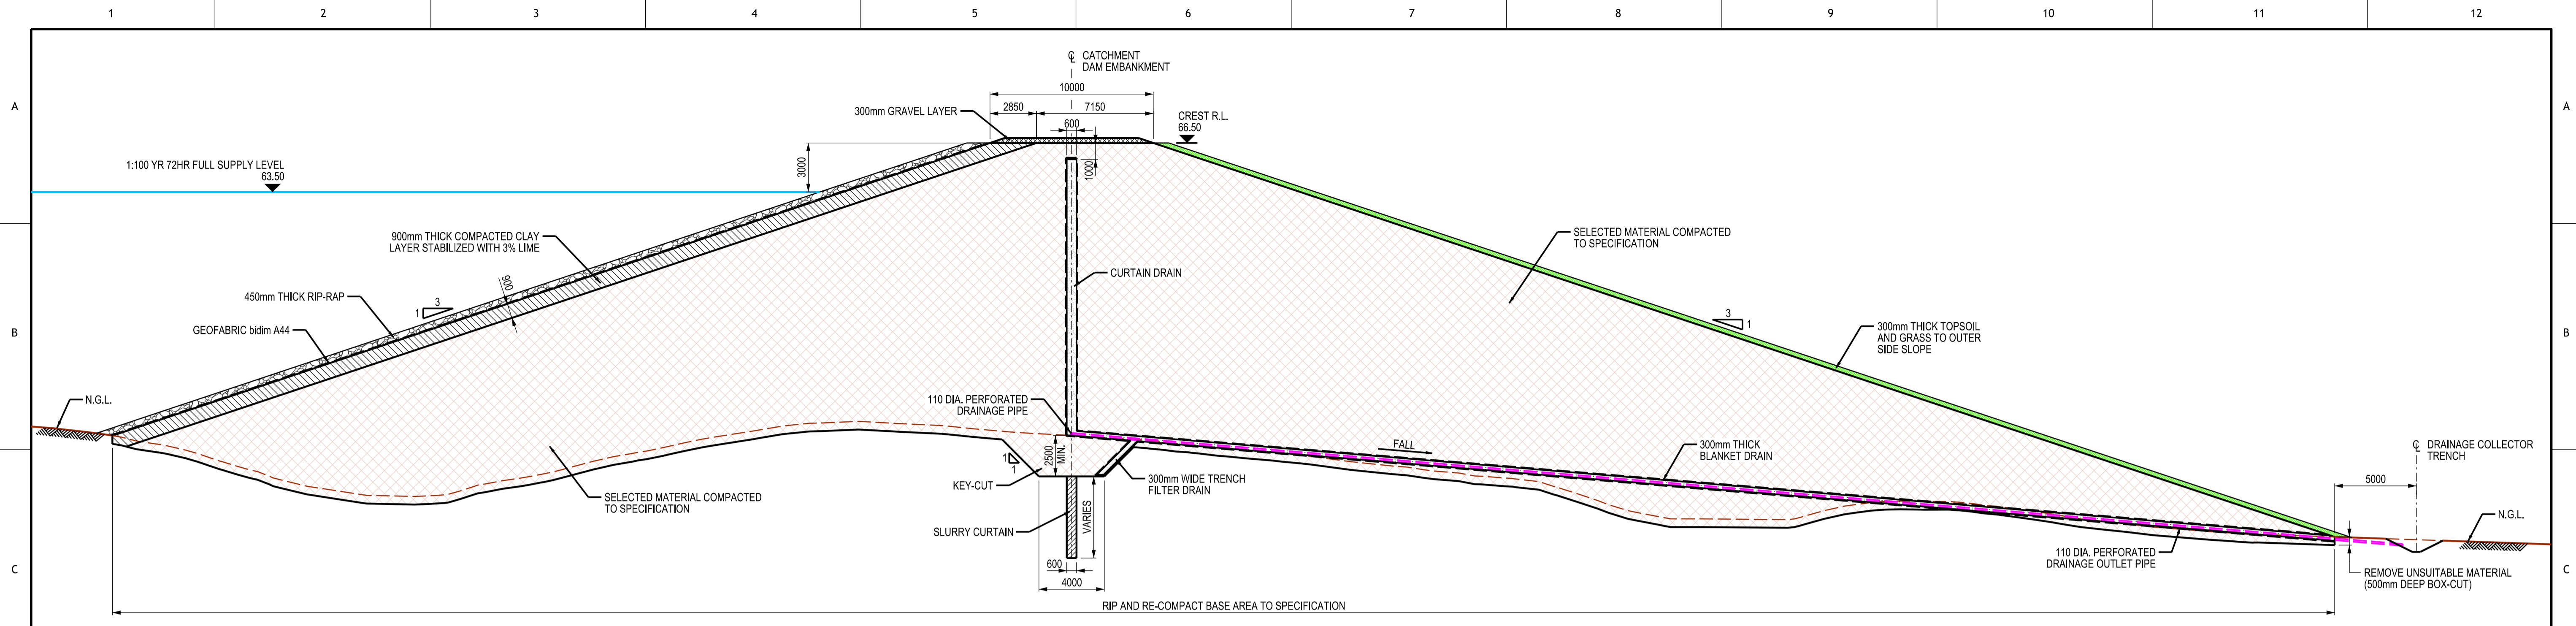 1 2 3 4 5 6 7 8 9 10 11 12
℄ CATCHMENT
DAM EMBANKMENT
A
A
10000
300mm GRAVEL LAYER
2850
7150
CREST R.L.
66.50
600
1:100 YR 72HR FULL SUPPLY LEVEL
63.50
3000
1000
900mm THICK COMPACTED CLAY
LAYER STABILIZED WITH 3% LIME
SELECTED MATERIAL COMPACTED
TO SPECIFICATION
CURTAIN DRAIN
900
450mm THICK RIP-RAP
3
1
3
1
GEOFABRIC bidim A44
B
B
300mm THICK TOPSOIL
AND GRASS TO OUTER
SIDE SLOPE
N.G.L.
110 DIA. PERFORATED
DRAINAGE PIPE
FALL
300mm THICK
BLANKET DRAIN
℄ DRAINAGE COLLECTOR
TRENCH
1
1
2500
MIN.
KEY-CUT
300mm WIDE TRENCH
FILTER DRAIN
5000
SELECTED MATERIAL COMPACTED
TO SPECIFICATION
VARIES
N.G.L.
SLURRY CURTAIN
110 DIA. PERFORATED
DRAINAGE OUTLET PIPE
600
4000
C
C
REMOVE UNSUITABLE MATERIAL
(500mm DEEP BOX-CUT)
RIP AND RE-COMPACT BASE AREA TO SPECIFICATION